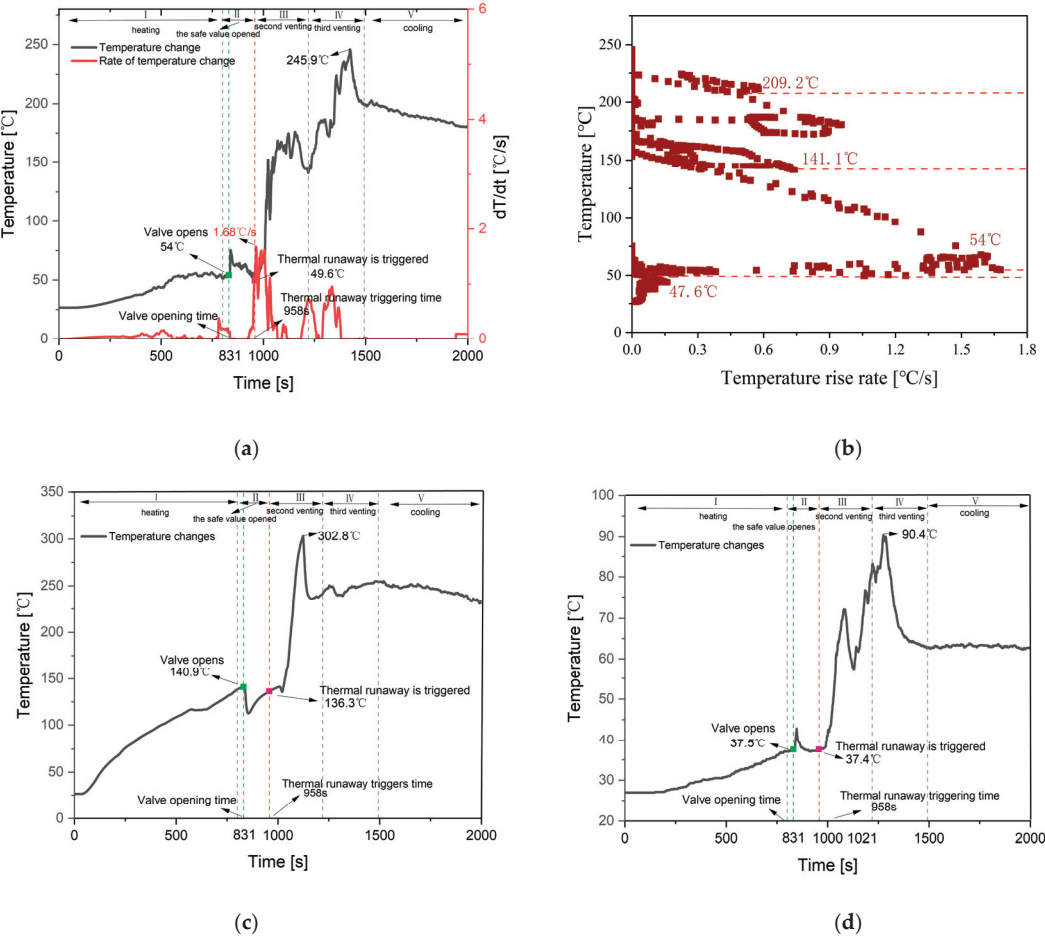 I II III IV V
heating
the safe value opened
second venting
third venting
cooling
Temperature change
Rate of temperature change
245.9℃
Valve opens
54℃
1.68℃/s
Thermal runaway is triggered
49.6℃
Thermal runaway triggering time
958s
Valve opening time
0 50 100 150 200 250
0 2 4 6
0 500 831 1000 1500 2000
Temperature [℃]
dT/dt [℃/s]
Time [s]
(a)
209.2℃
141.1℃
54℃
47.6℃
0 50 100 150 200 250 300
0.0 0.3 0.6 0.9 1.2 1.5 1.8
Temperature [℃]
Temperature rise rate [℃/s]
(b)
I II III IV V
heating
the safe value opened
second venting
third venting
cooling
Temperature changes
302.8℃
Valve opens
140.9℃
Thermal runaway is triggered
136.3℃
Thermal runaway triggers time
958s
Valve opening time
0 50 100 150 200 250 300 350
0 500 831 1000 1500 2000
Temperature [℃]
Time [s]
(c)
I II III IV V
heating
the safe value openes
second venting
third venting
cooling
Temperature changes
90.4℃
Valve opens
37.5℃
Thermal runaway is triggered
37.4℃
Thermal runaway triggering time
958s
Valve opening time
20 30 40 50 60 70 80 90 100
0 500 831 1000 1021 1500 2000
Temperature [℃]
Time [s]
(d)